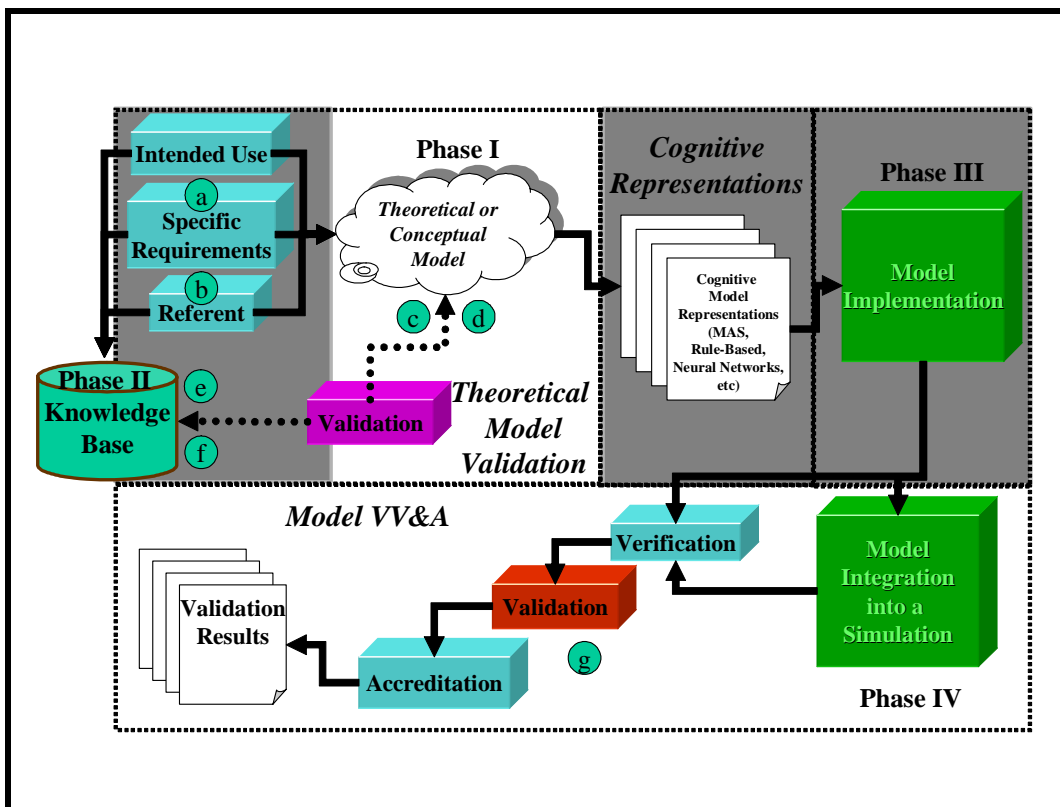 Intended Use
a
Specific
Requirements
b
Referent
Phase II
Knowledge
Base
e
f
Phase I
Theoretical or
Conceptual
Model
c
d
Validation
Theoretical
Model
Validation
Cognitive
Representations
Cognitive
Model
Representations
(MAS,
Rule-Based,
Neural Networks,
etc)
Phase III
Model
Implementation
Model VV&A
Verification
Validation
g
Accreditation
Validation
Results
Model
Integration
into a
Simulation
Phase IV